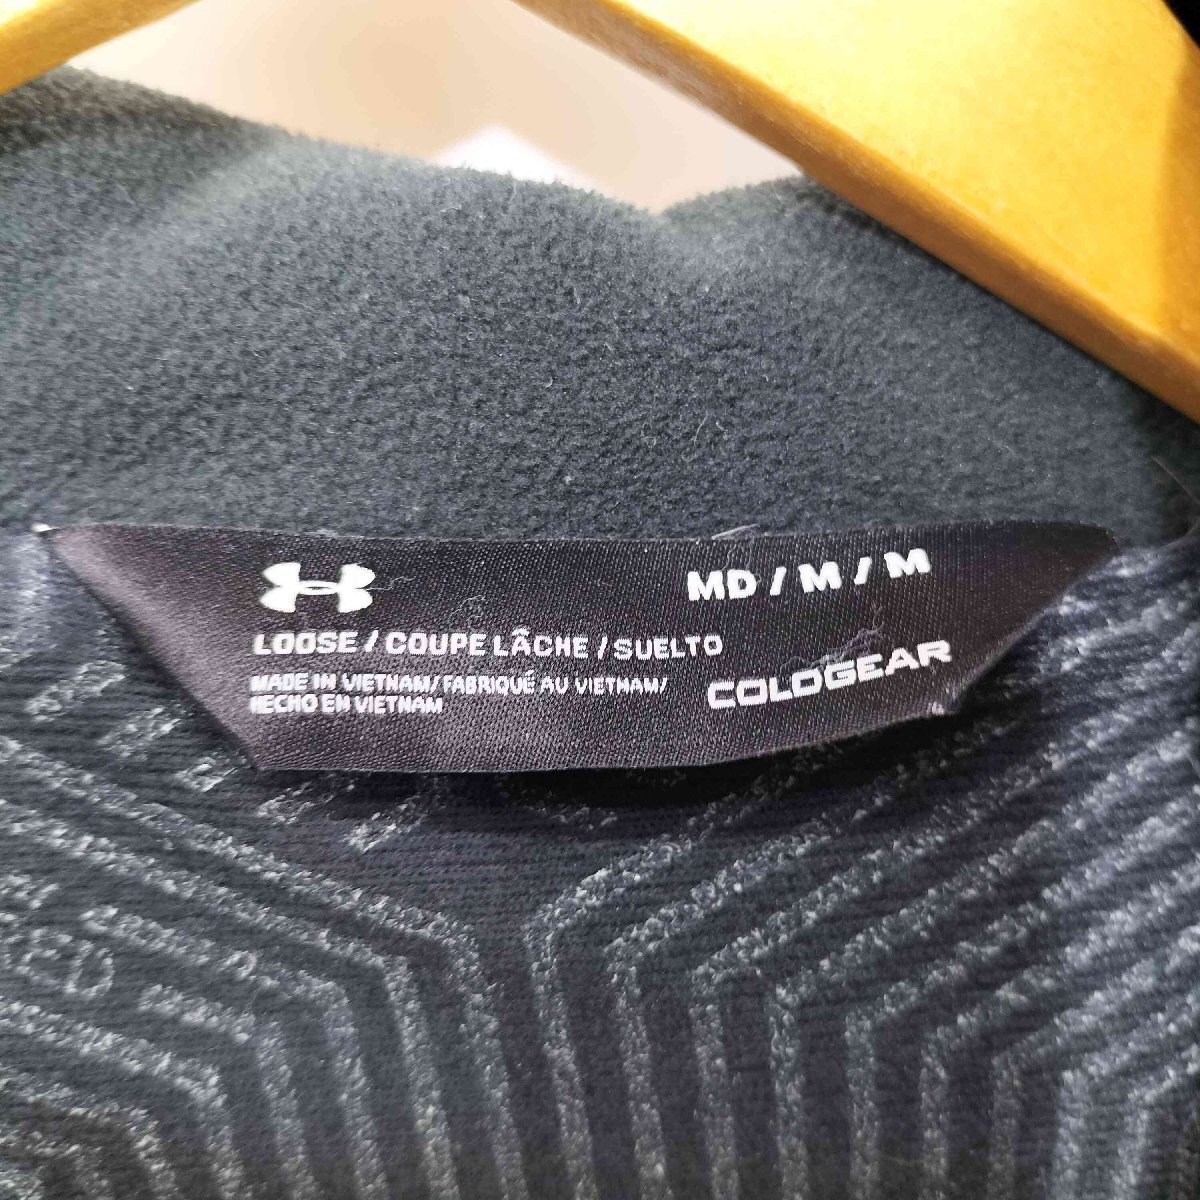 MD / M / M
LOOSE / COUPE LÂCHE / SUELTO
MADE IN VIETNAM/ FABRIQUÉ AU VIETNAM/
HECHO EN VIETNAM
COLDGEAR